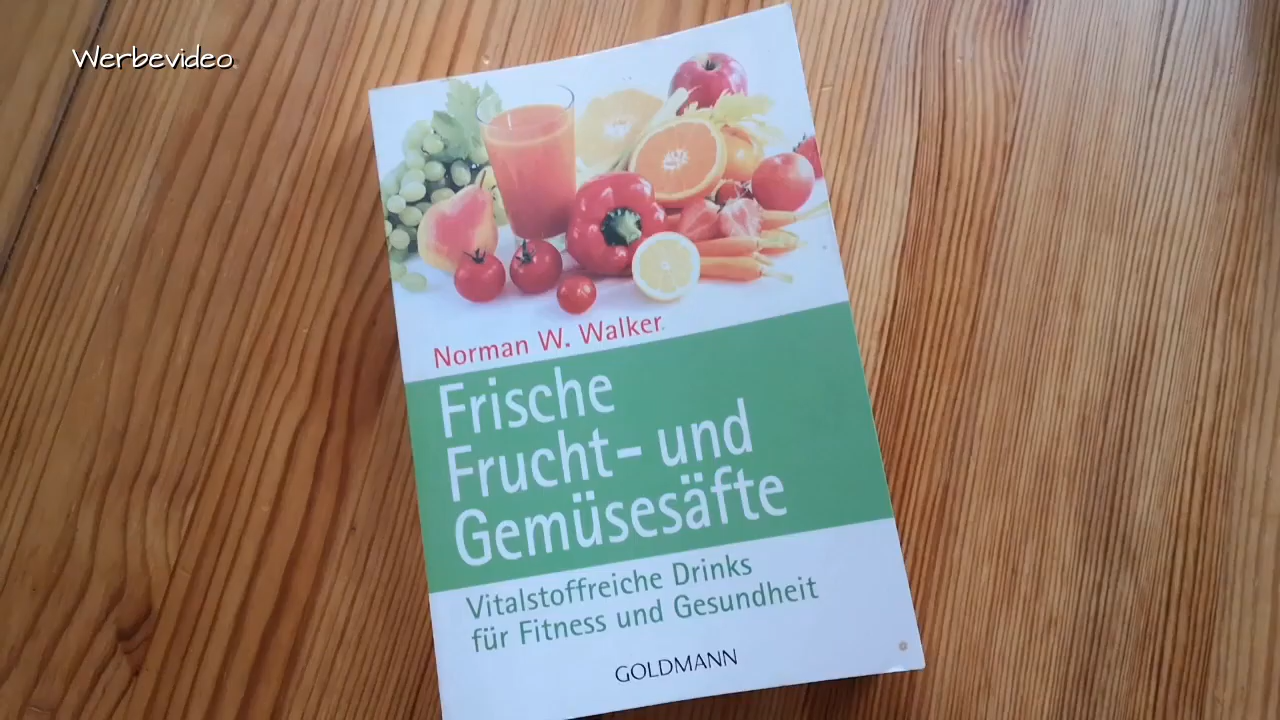 Werbevideo
Norman W. Walker
Frische
Frucht- und
Gemüsesäfte
Vitalstoffreiche Drinks
für Fitness und Gesundheit
GOLDMANN